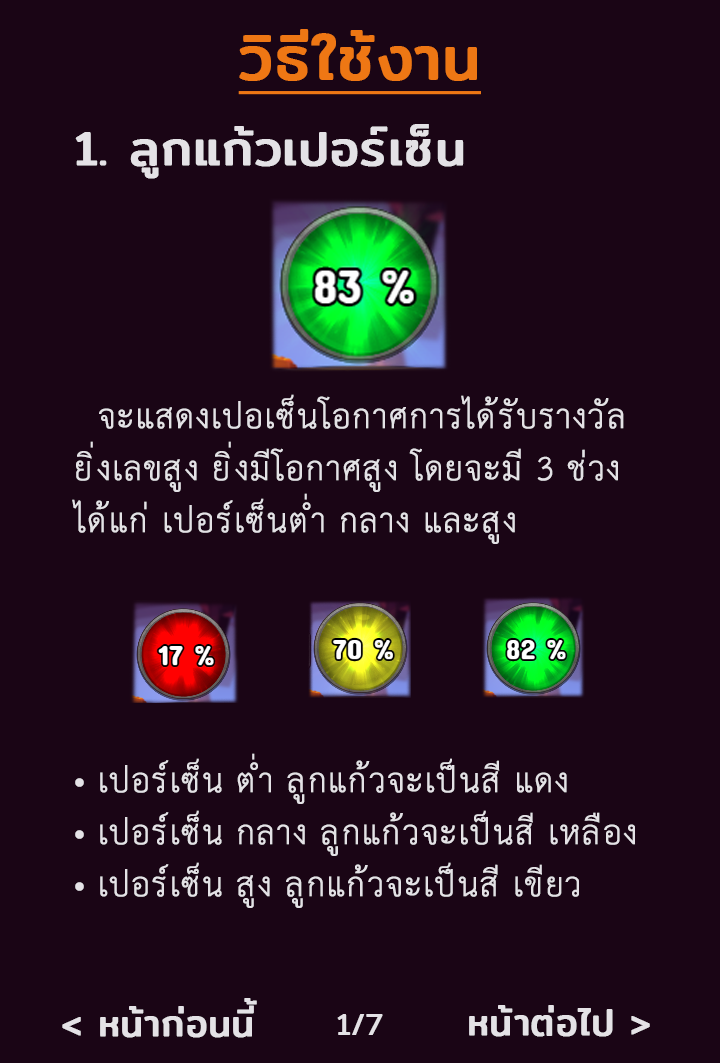 วิธีใช้งาน
1. ลูกแก้วเปอร์เซ็น
83 %
จะแสดงเปอเซ็นโอกาศการได้รับรางวัล
ยิ่งเลขสูง ยิ่งมีโอกาศสูง โดยจะมี 3 ช่วง
ได้แก่ เปอร์เซ็นต่ำ กลาง และสูง
17 % 70 % 82 %
• เปอร์เซ็น ต่ำ ลูกแก้วจะเป็นสี แดง
• เปอร์เซ็น กลาง ลูกแก้วจะเป็นสี เหลือง
• เปอร์เซ็น สูง ลูกแก้วจะเป็นสี เขียว
< หน้าก่อนนี้ 1/7 หน้าต่อไป >